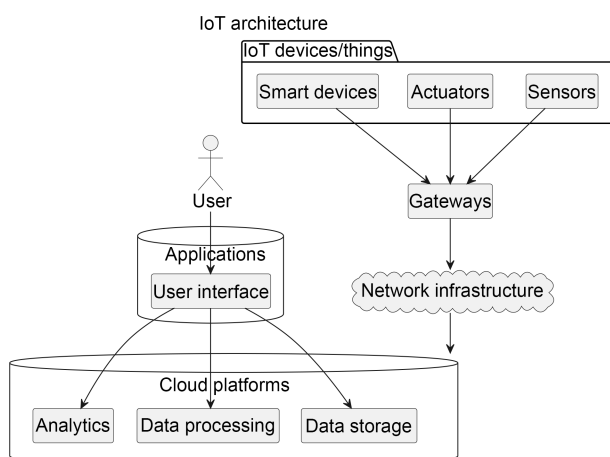 IoT architecture
IoT devices/things
Smart devices
Actuators
Sensors
User
Gateways
Applications
User interface
Network infrastructure
Cloud platforms
Analytics
Data processing
Data storage